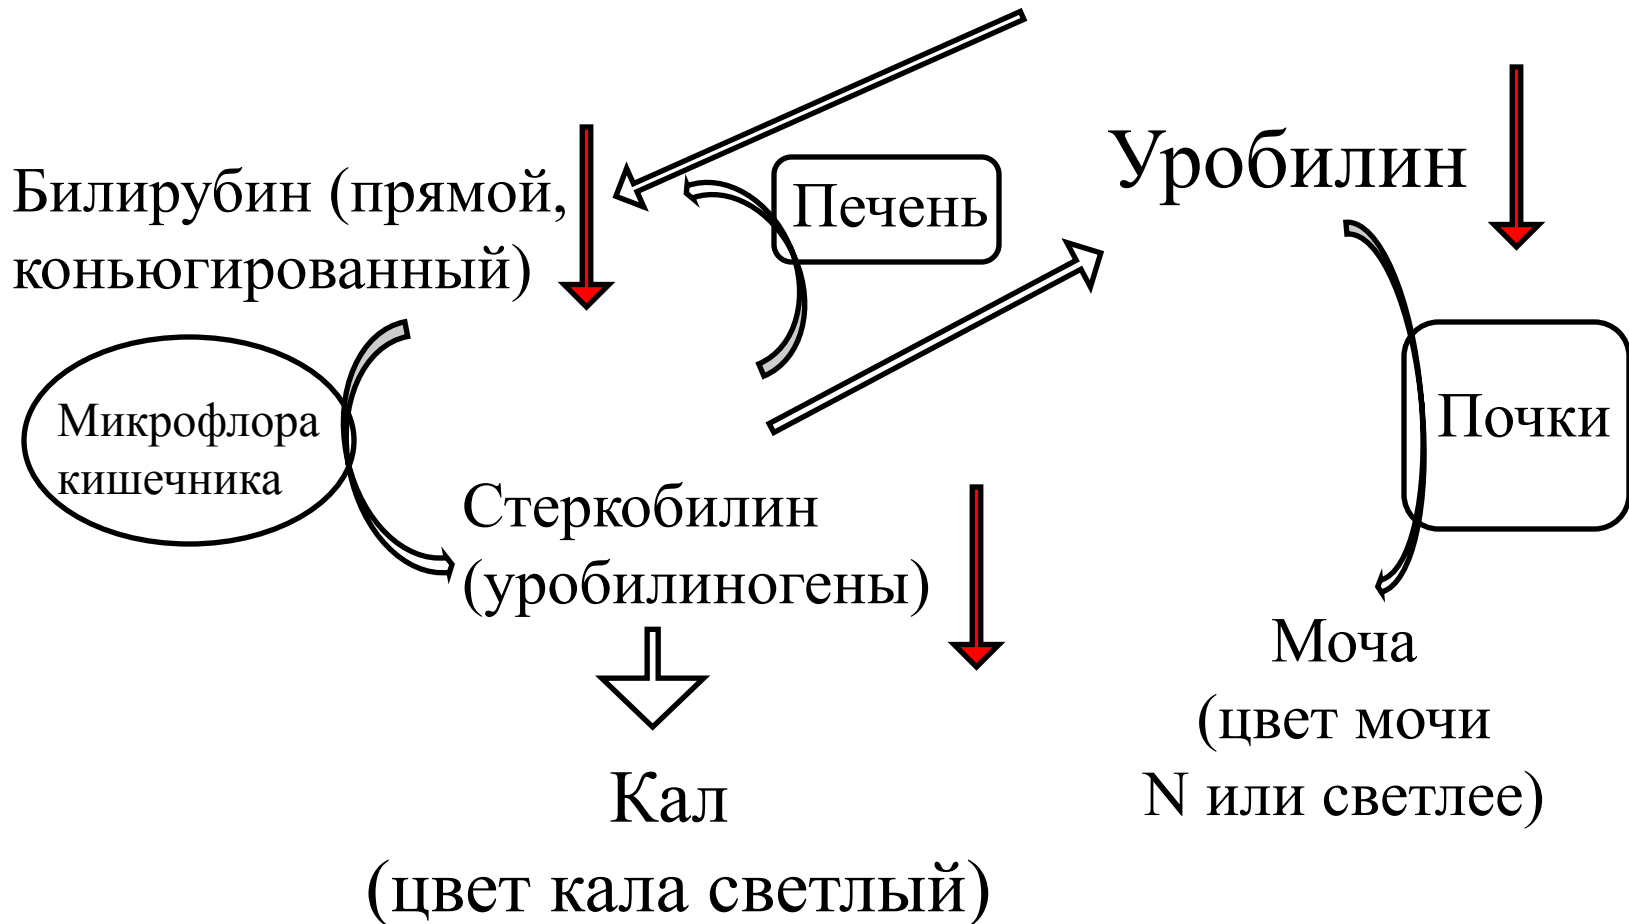 Билирубин (прямой,
коньюгированный)
Печень
Уробилин
Микрофлора
кишечника
Почки
Стеркобилин
(уробилиногены)
Моча
(цвет мочи
N или светлее)
Кал
(цвет кала светлый)